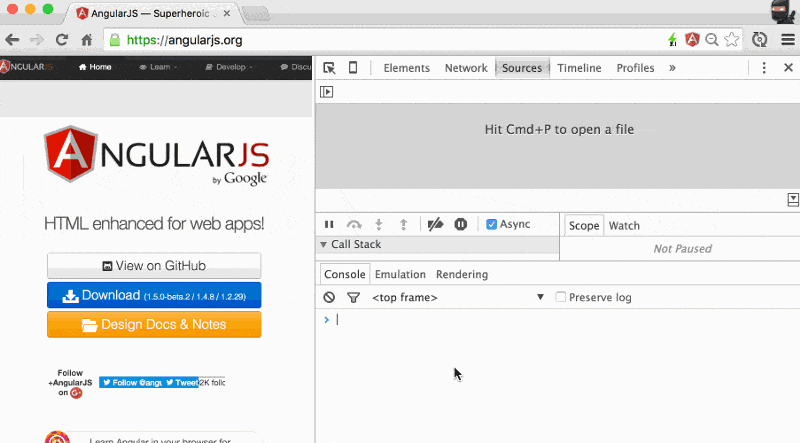 AngularJS — Superheroic
https://angularjs.org
ANGULARJS Home Learn Develop Discu
ANGULARJS
by Google
HTML enhanced for web apps!
View on GitHub
Download (1.5.0-beta.2 / 1.4.8 / 1.2.29)
Design Docs & Notes
Follow
+AngularJS
on
Follow @angu Tweet 2K follo
Learn Angular in your browser for
Elements Network Sources Timeline Profiles »
Hit Cmd+P to open a file
Async
Scope Watch
Call Stack
Not Paused
Console Emulation Rendering
<top frame> Preserve log
>